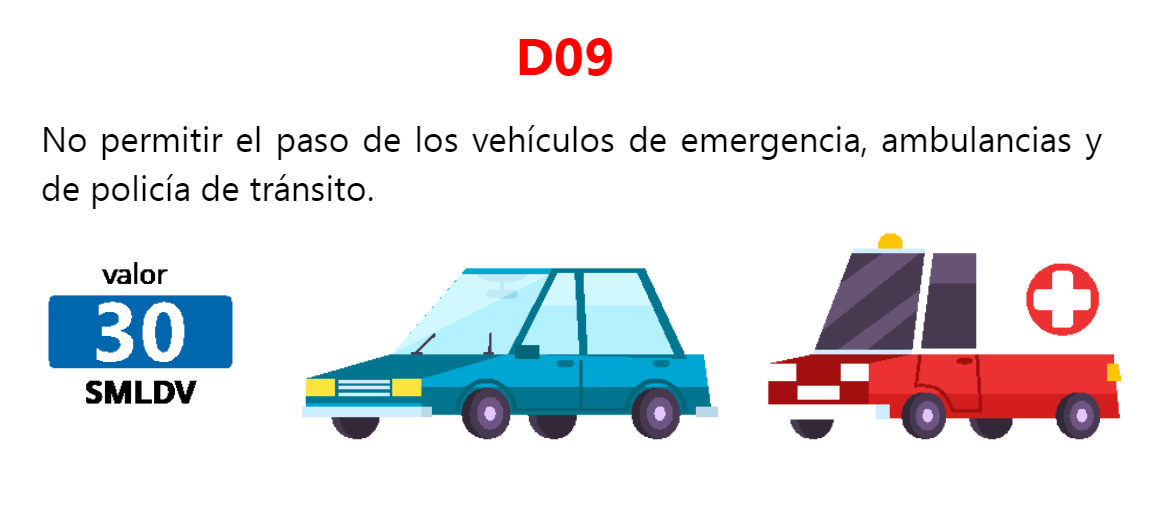 D09
No permitir el paso de los vehículos de emergencia, ambulancias y
de policía de tránsito.
valor
30
SMLDV